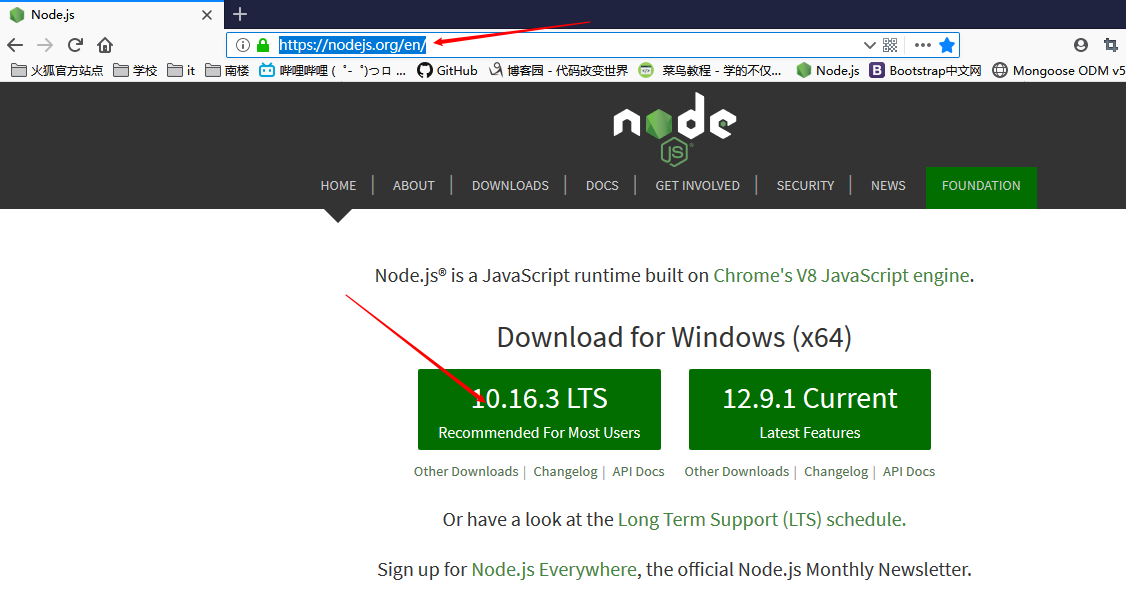 Node.js
https://nodejs.org/en/
火狐官方站点 学校 it 南楼 哔哩哔哩 ( ゜- ゜)つロ ... GitHub 博客园 - 代码改变世界 菜鸟教程 - 学的不仅... Node.js Bootstrap中文网 Mongoose ODM v5
node
JS
HOME | ABOUT | DOWNLOADS | DOCS | GET INVOLVED | SECURITY | NEWS FOUNDATION
Node.js® is a JavaScript runtime built on Chrome's V8 JavaScript engine.
Download for Windows (x64)
10.16.3 LTS 12.9.1 Current
Recommended For Most Users Latest Features
Other Downloads | Changelog | API Docs Other Downloads | Changelog | API Docs
Or have a look at the Long Term Support (LTS) schedule.
Sign up for Node.js Everywhere, the official Node.js Monthly Newsletter.